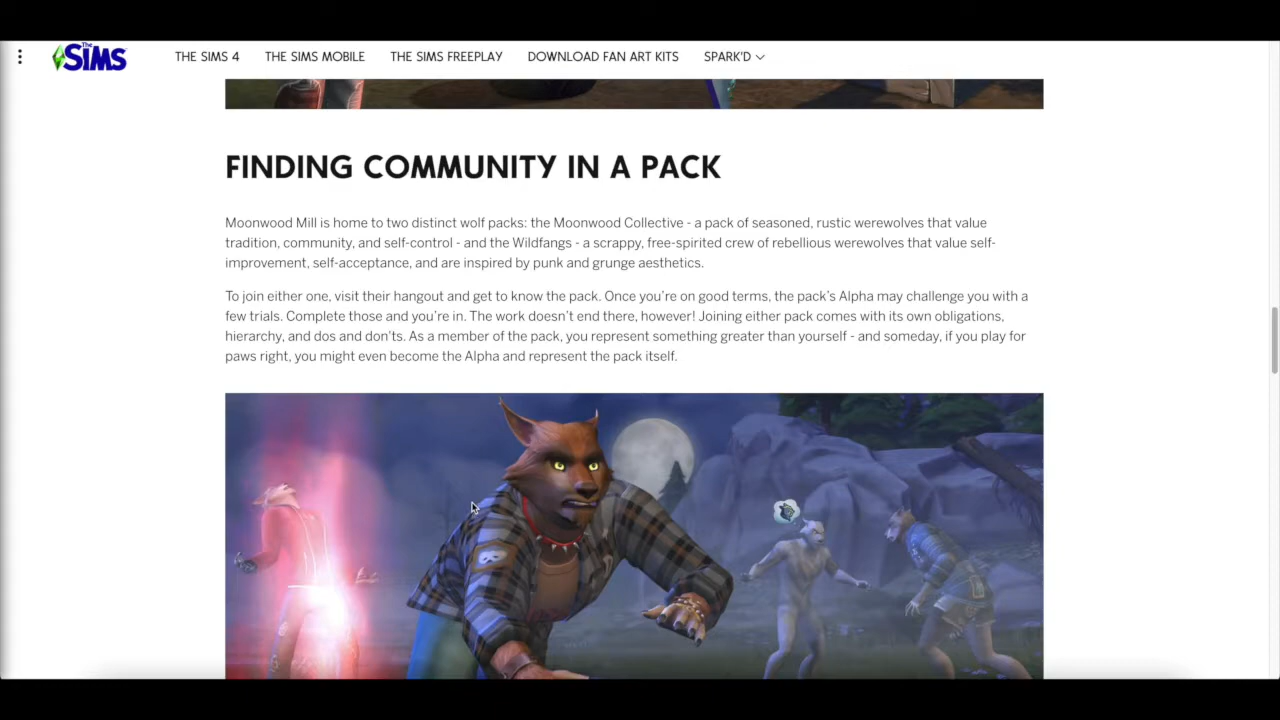 The SIMS
THE SIMS 4 THE SIMS MOBILE THE SIMS FREEPLAY DOWNLOAD FAN ART KITS SPARK'D
FINDING COMMUNITY IN A PACK
Moonwood Mill is home to two distinct wolf packs: the Moonwood Collective - a pack of seasoned, rustic werewolves that value
tradition, community, and self-control - and the Wildfangs - a scrappy, free-spirited crew of rebellious werewolves that value self-
improvement, self-acceptance, and are inspired by punk and grunge aesthetics.
To join either one, visit their hangout and get to know the pack. Once you’re on good terms, the pack’s Alpha may challenge you with a
few trials. Complete those and you’re in. The work doesn’t end there, however! Joining either pack comes with its own obligations,
hierarchy, and dos and don’ts. As a member of the pack, you represent something greater than yourself - and someday, if you play for
paws right, you might even become the Alpha and represent the pack itself.